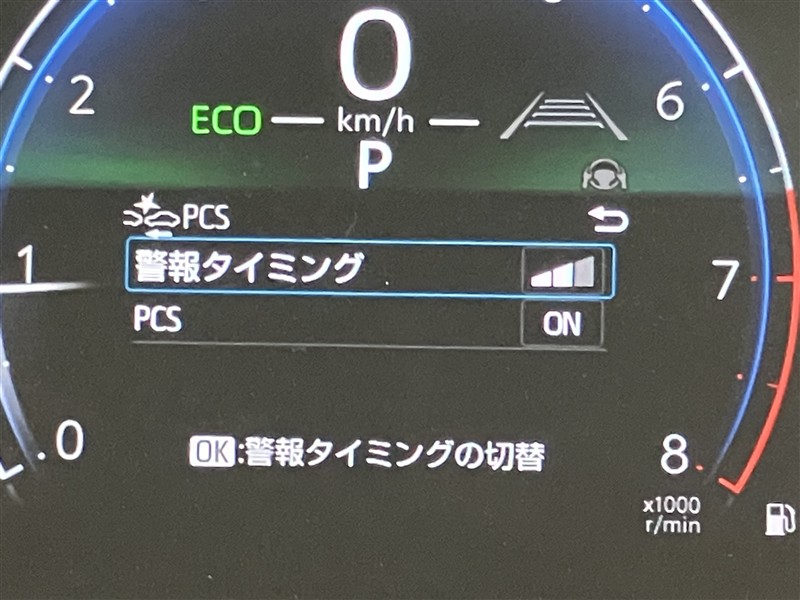 0
2
6
ECO
km/h
P
PCS
1
警報タイミング
7
PCS
ON
0
OK:警報タイミングの切替
8
x1000
r/min